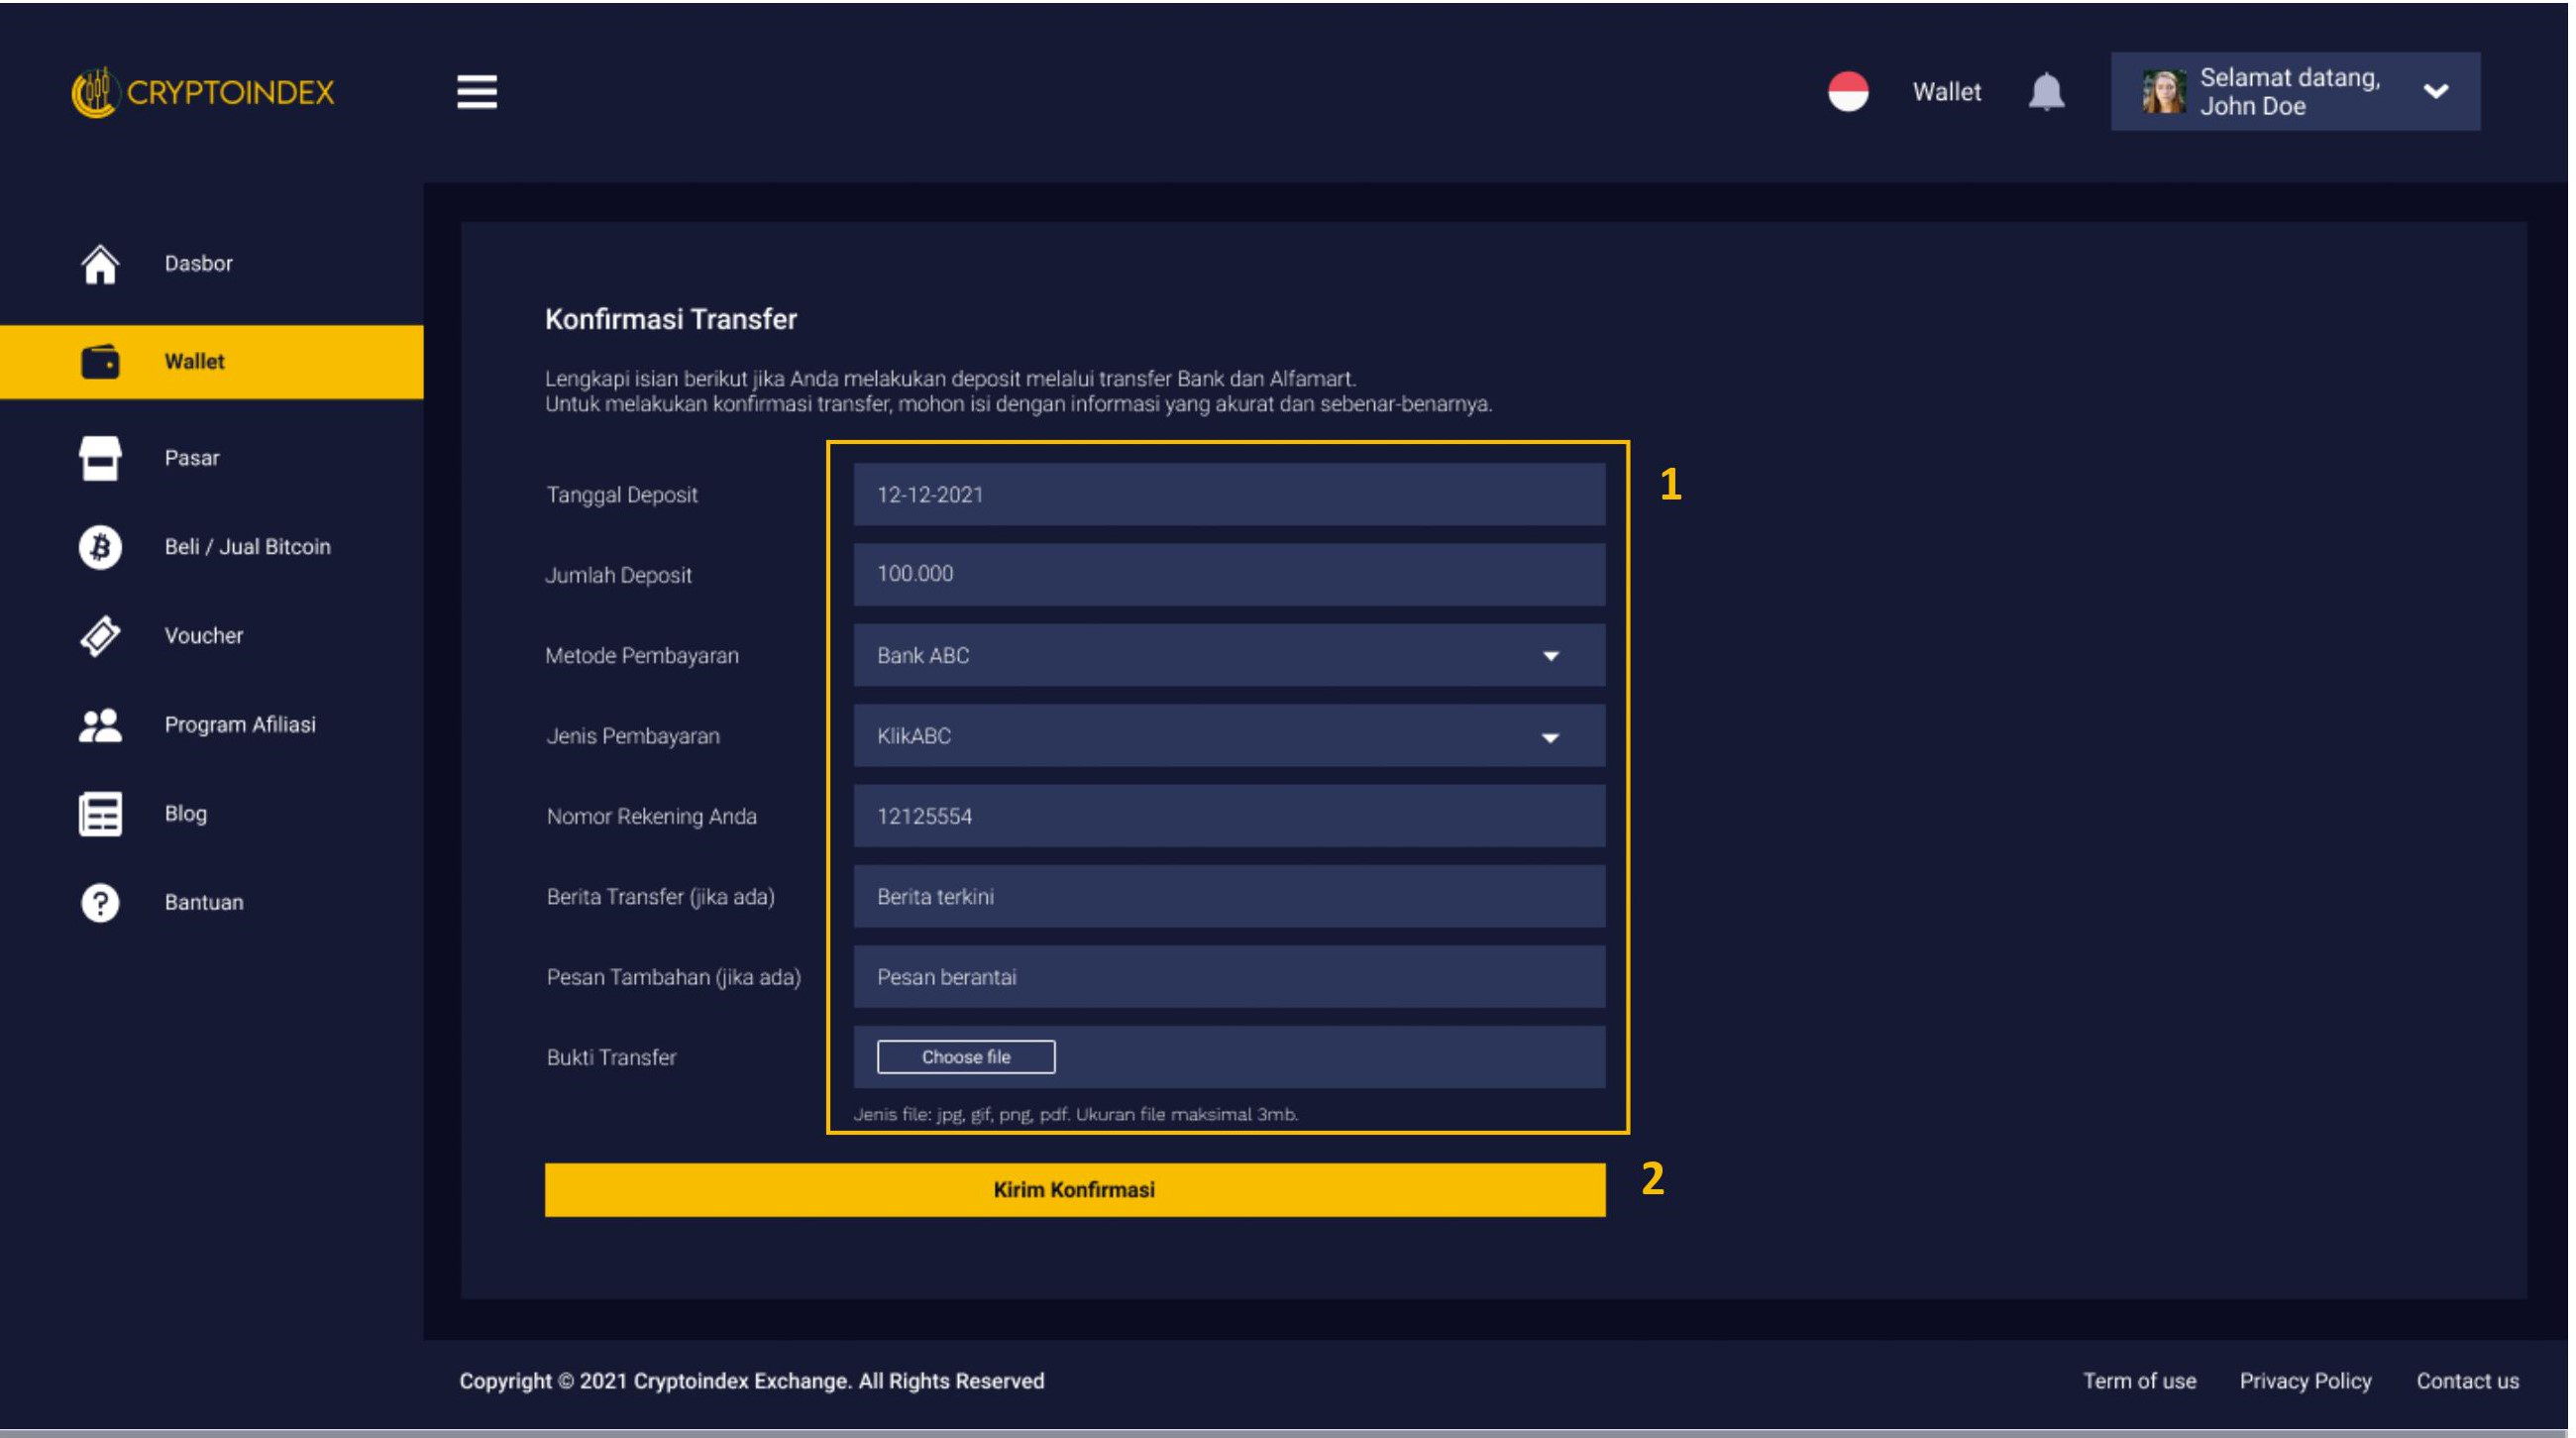 CRYPTOINDEX
Wallet
Selamat datang,
John Doe
Dasbor
Wallet
Pasar
Beli / Jual Bitcoin
Voucher
Program Afiliasi
Blog
Bantuan
Konfirmasi Transfer
Lengkapi isian berikut jika Anda melakukan deposit melalui transfer Bank dan Alfamart.
Untuk melakukan konfirmasi transfer, mohon isi dengan informasi yang akurat dan sebenar-benarnya.
1
Tanggal Deposit 12-12-2021
Jumlah Deposit 100.000
Metode Pembayaran Bank ABC
Jenis Pembayaran KlikABC
Nomor Rekening Anda 12125554
Berita Transfer (jika ada) Berita terkini
Pesan Tambahan (jika ada) Pesan berantai
Bukti Transfer Choose file
Jenis file: jpg, gif, png, pdf. Ukuran file maksimal 3mb.
Kirim Konfirmasi 2
Copyright © 2021 Cryptoindex Exchange. All Rights Reserved
Term of use Privacy Policy Contact us